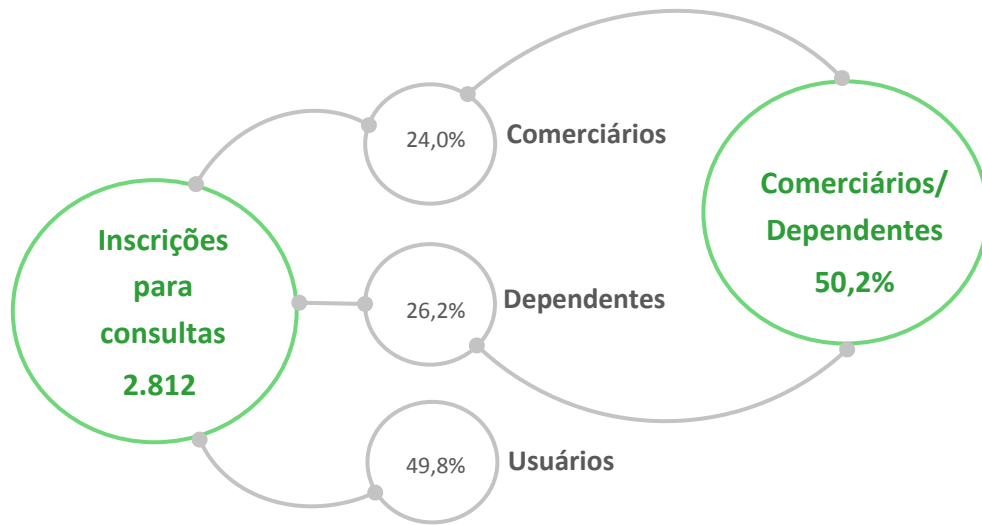 Inscrições
para
consultas
2.812
24,0%
Comerciários
26,2%
Dependentes
49,8%
Usuários
Comerciários/
Dependentes
50,2%